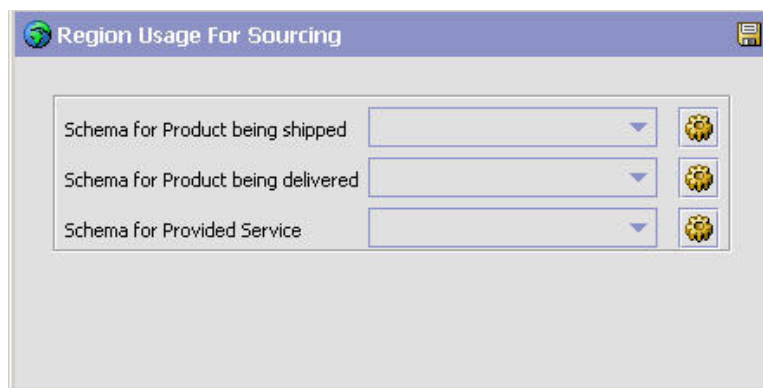 Region Usage For Sourcing
Schema for Product being shipped
Schema for Product being delivered
Schema for Provided Service